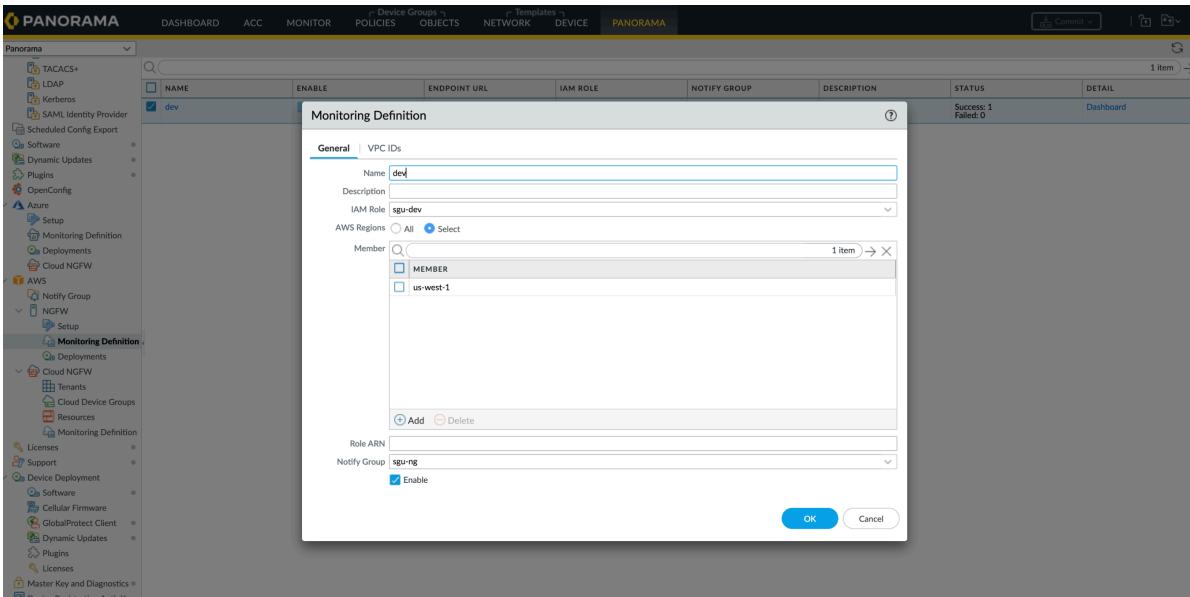 PANORAMA
DASHBOARD
ACC
MONITOR
Device Groups
POLICIES
OBJECTS
Templates
NETWORK
DEVICE
PANORAMA
Commit
Panorama
TACACS+
LDAP
Kerberos
SAML Identity Provider
Scheduled Config Export
Software
Dynamic Updates
Plugins
OpenConfig
Azure
Setup
Monitoring Definition
Deployments
Cloud NGFW
AWS
Notify Group
NGFW
Setup
Monitoring Definition
Deployments
Cloud NGFW
Tenants
Cloud Device Groups
Resources
Monitoring Definition
Licenses
Support
Device Deployment
Software
Cellular Firmware
GlobalProtect Client
Dynamic Updates
Plugins
Licenses
Master Key and Diagnostics
1 item
NAME
ENABLE
ENDPOINT URL
IAM ROLE
NOTIFY GROUP
DESCRIPTION
STATUS
DETAIL
dev
Success: 1
Failed: 0
Dashboard
Monitoring Definition
General
VPC IDs
Name dev
Description
IAM Role sgu-dev
AWS Regions All Select
Member
1 item
MEMBER
us-west-1
Add Delete
Role ARN
Notify Group sgu-ng
Enable
OK
Cancel